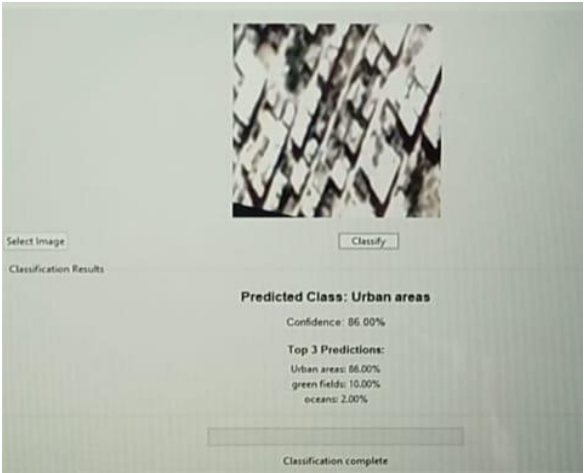 Select Image
Classify
Classification Results
Predicted Class: Urban areas
Confidence: 86.00%
Top 3 Predictions:
Urban areas: 86.00%
green fields: 10.00%
oceans: 2.00%
Classification complete